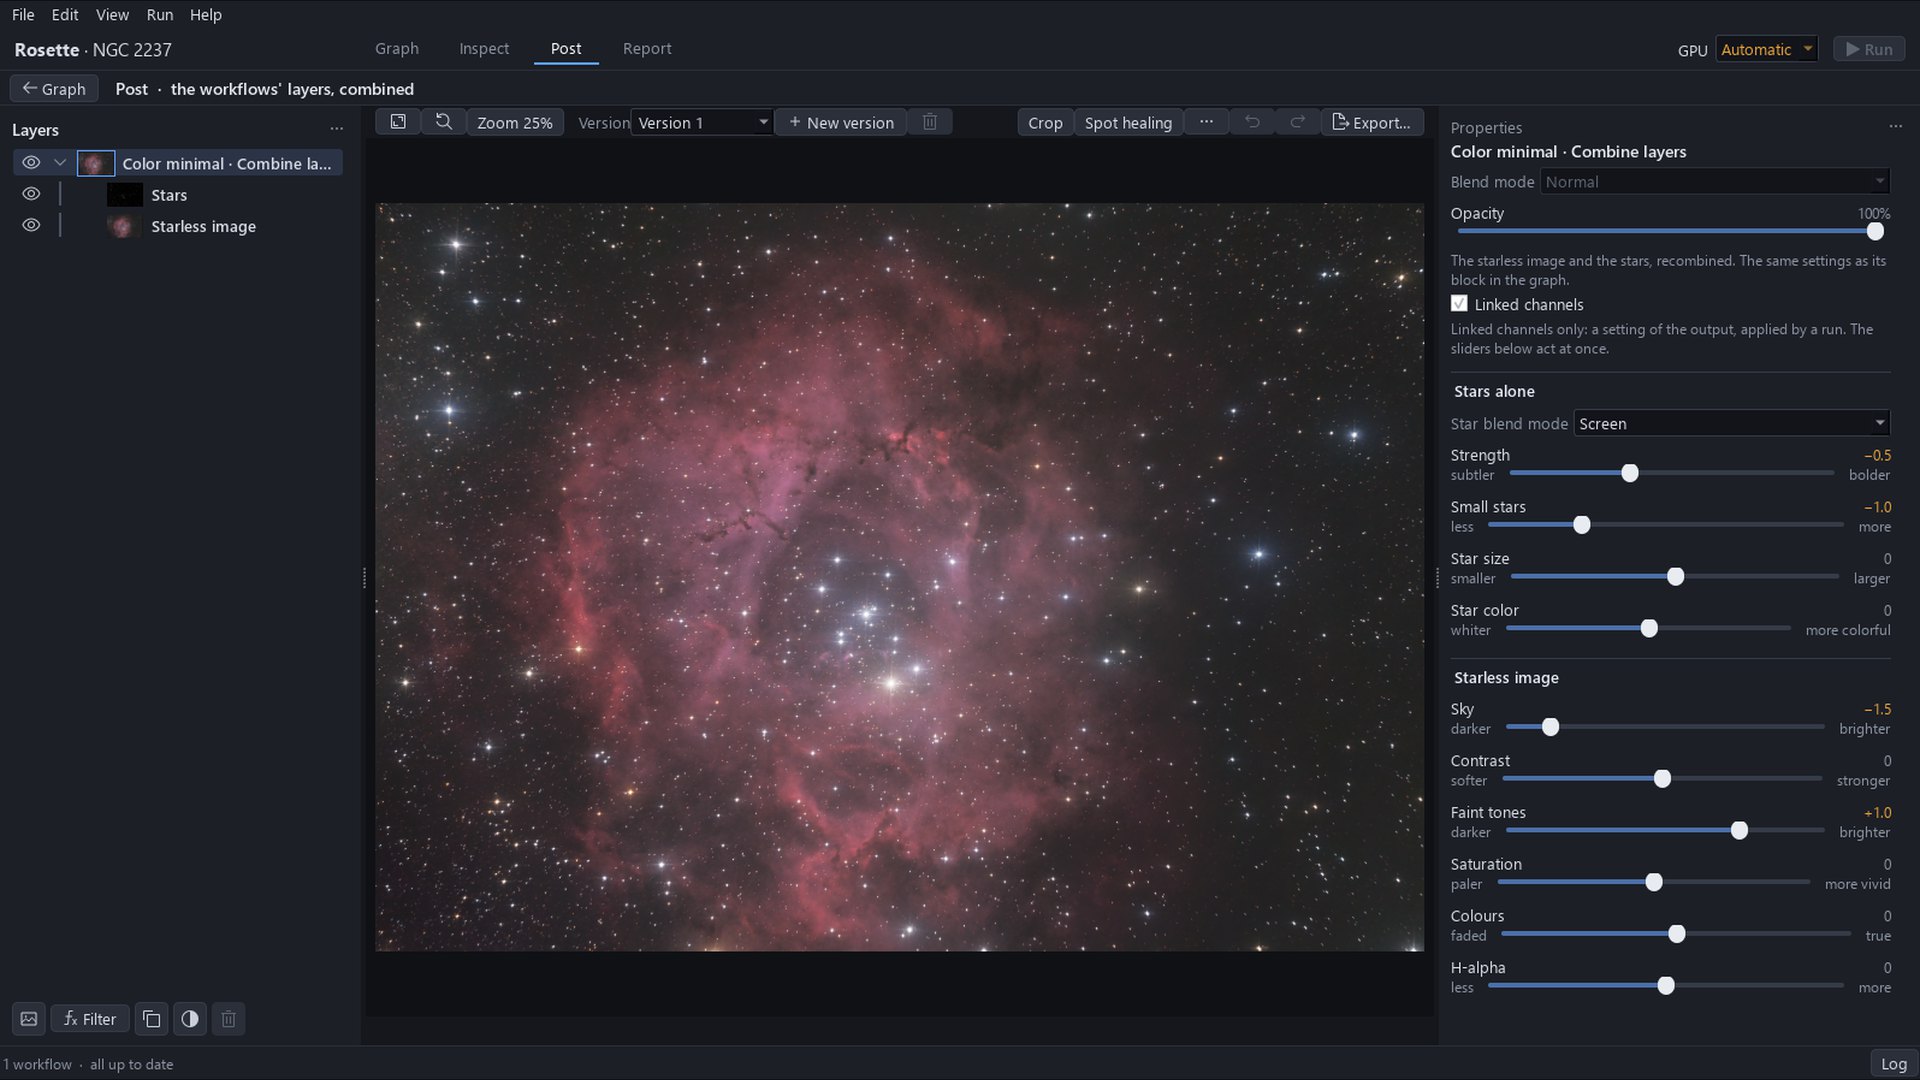 File Edit View Run Help
Rosette · NGC 2237
Graph Inspect Post Report
GPU Automatic Run
Graph
Post · the workflows' layers, combined
Layers
Color minimal · Combine la...
Stars
Starless image
Zoom 25%
Version Version 1
New version
Crop Spot healing ... Export...
Properties
Color minimal · Combine layers
Blend mode Normal
Opacity 100%
The starless image and the stars, recombined. The same settings as its
block in the graph.
Linked channels
Linked channels only: a setting of the output, applied by a run. The
sliders below act at once.
Stars alone
Star blend mode Screen
Strength −0.5
subtler bolder
Small stars −1.0
less more
Star size 0
smaller larger
Star color 0
whiter more colorful
Starless image
Sky −1.5
darker brighter
Contrast 0
softer stronger
Faint tones +1.0
darker brighter
Saturation 0
paler more vivid
Colours 0
faded true
H-alpha 0
less more
fx Filter
1 workflow · all up to date
Log